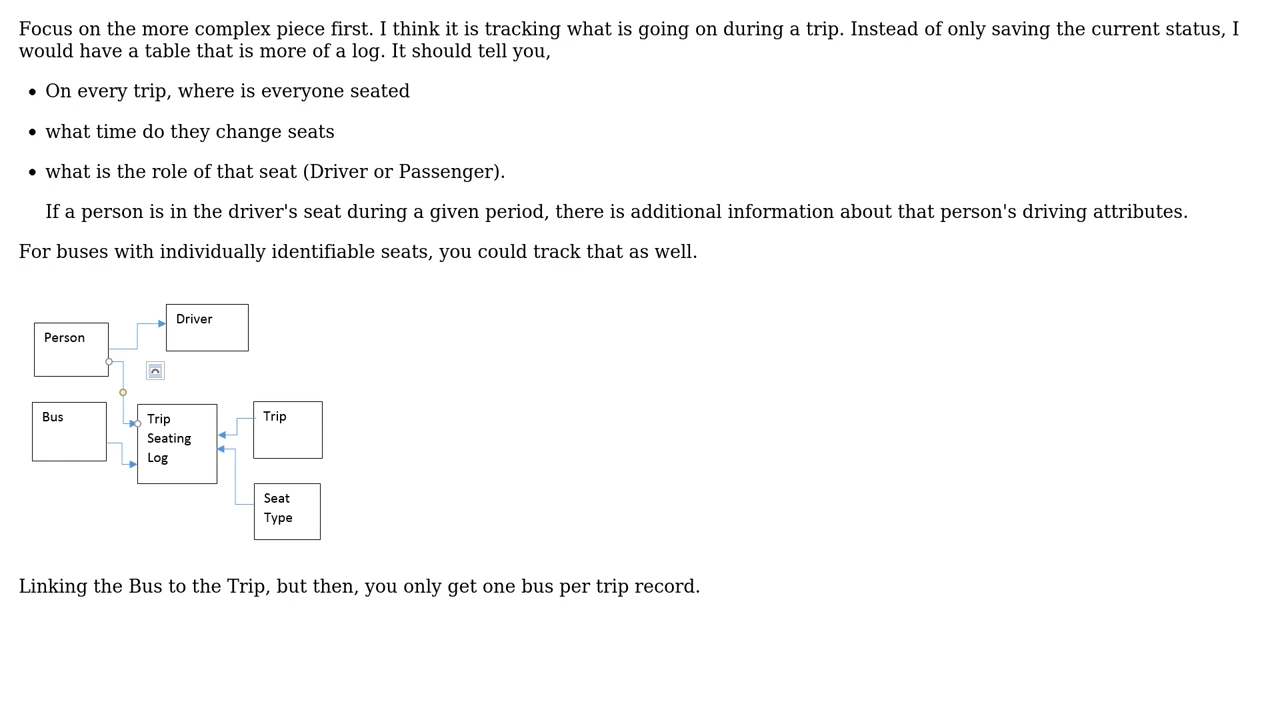 Focus on the more complex piece first. I think it is tracking what is going on during a trip. Instead of only saving the current status, I
would have a table that is more of a log. It should tell you,
• On every trip, where is everyone seated
• what time do they change seats
• what is the role of that seat (Driver or Passenger).
If a person is in the driver's seat during a given period, there is additional information about that person's driving attributes.
For buses with individually identifiable seats, you could track that as well.
Driver
Person
Bus
Trip
Seating
Log
Trip
Seat
Type
Linking the Bus to the Trip, but then, you only get one bus per trip record.